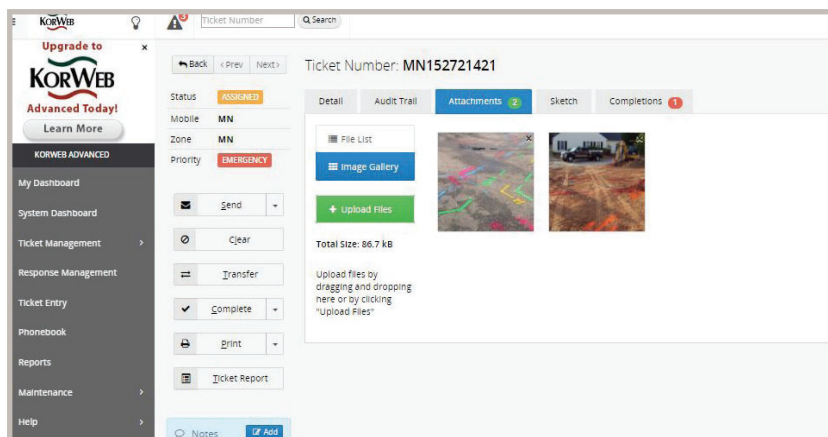 KORWEB
3
Ticket Number
Search
Upgrade to
x
KORWEB
Advanced Today!
Learn More
KORWEB ADVANCED
My Dashboard
System Dashboard
Ticket Management >
Response Management
Ticket Entry
Phonebook
Reports
Maintenance >
Help >
Back
< Prev
Next >
Status ASSIGNED
Mobile MN
Zone MN
Priority EMERGENCY
Send
Clear
Transfer
Complete
Print
Ticket Report
Notes
Add
Ticket Number: MN152721421
Detail
Audit Trail
Attachments 2
Sketch
Completions 1
File List
Image Gallery
+ Upload Files
Total Size: 86.7 kB
Upload files by
dragging and dropping
here or by clicking
"Upload Files"
x